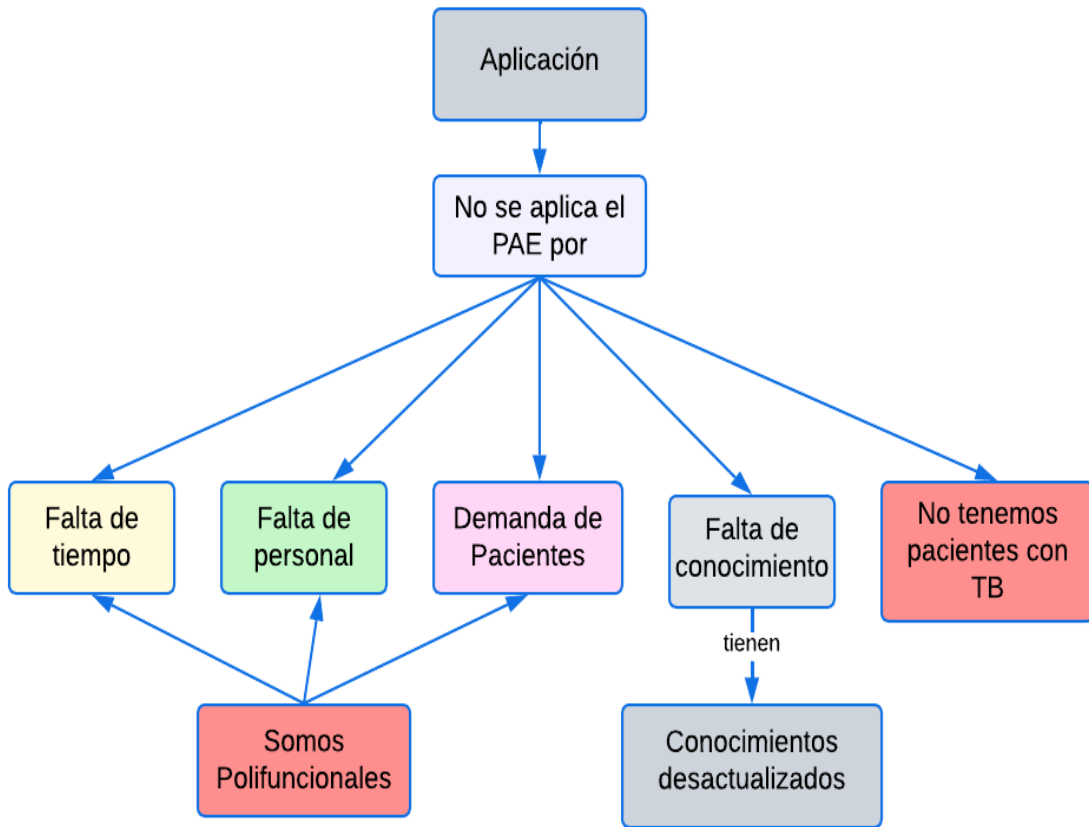 Aplicación
No se aplica el
PAE por
Falta de
tiempo
Falta de
personal
Demanda de
Pacientes
Falta de
conocimiento
No tenemos
pacientes con
TB
tienen
Somos
Polifuncionales
Conocimientos
desactualizados